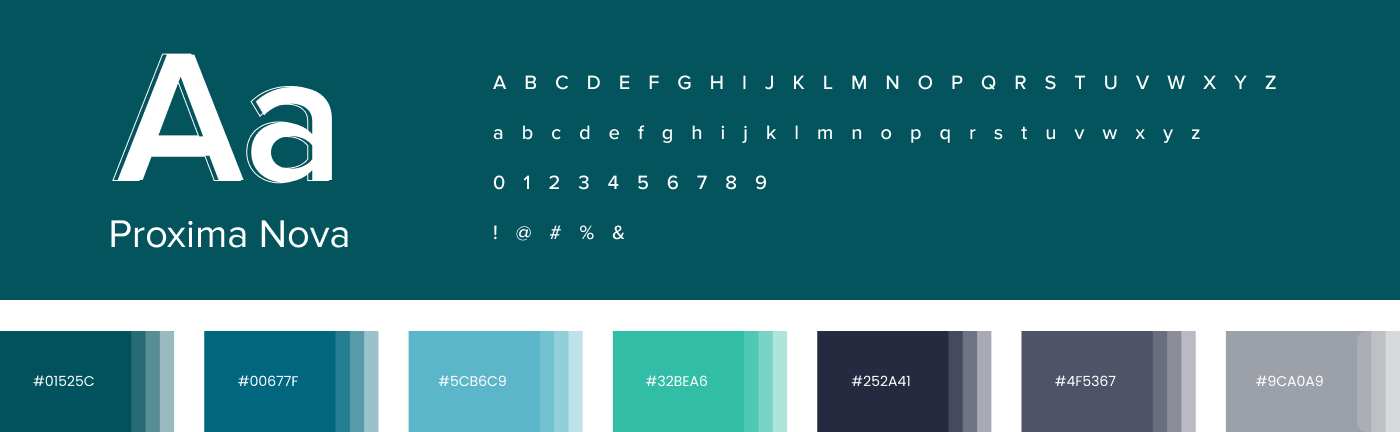 Aa
Proxima Nova
A B C D E F G H I J K L M N O P Q R S T U V W X Y Z
a b c d e f g h i j k l m n o p q r s t u v w x y z
0 1 2 3 4 5 6 7 8 9
! @ # % &
#01525C
#00677F
#5CB6C9
#32BEA6
#252A41
#4F5367
#9CA0A9